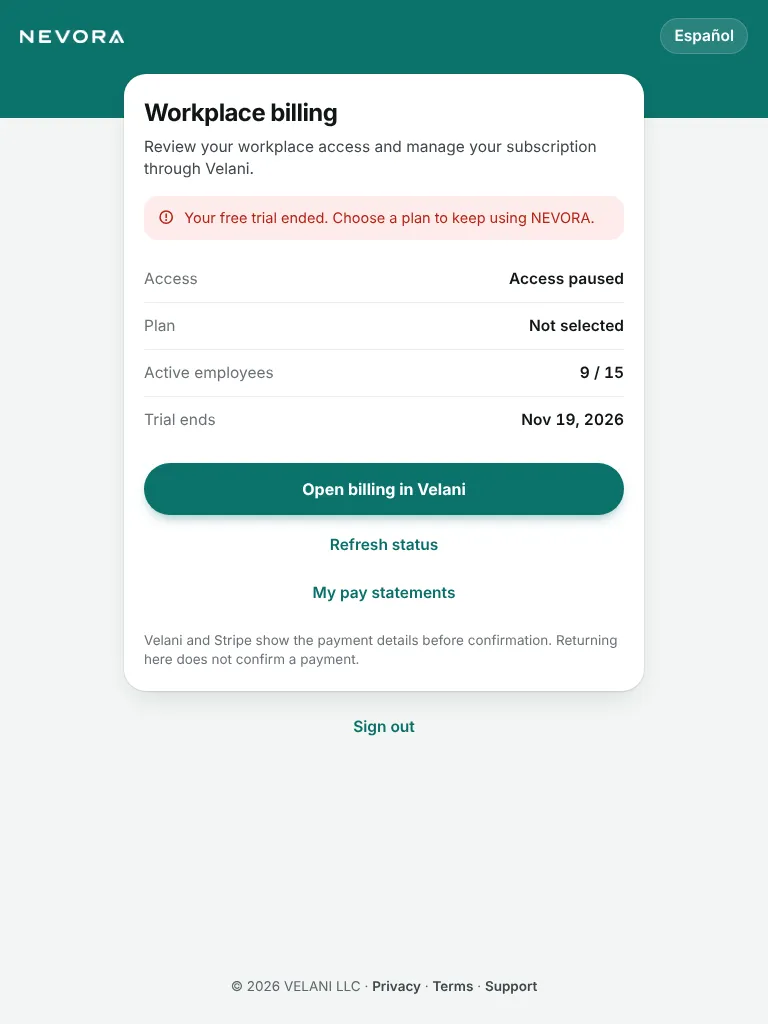 NEVORA
Español
Workplace billing
Review your workplace access and manage your subscription
through Velani.
Your free trial ended. Choose a plan to keep using NEVORA.
Access
Access paused
Plan
Not selected
Active employees
9 / 15
Trial ends
Nov 19, 2026
Open billing in Velani
Refresh status
My pay statements
Velani and Stripe show the payment details before confirmation. Returning
here does not confirm a payment.
Sign out
© 2026 VELANI LLC · Privacy · Terms · Support